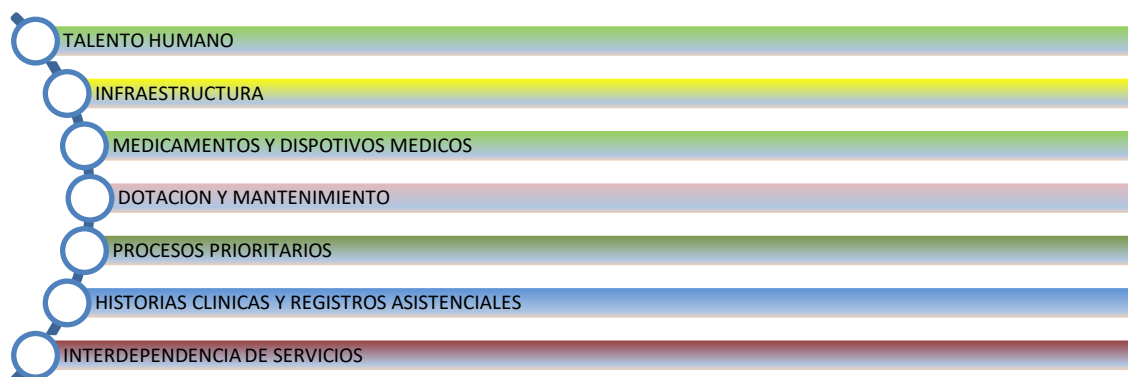 TALENTO HUMANO
INFRAESTRUCTURA
MEDICAMENTOS Y DISPOTIVOS MEDICOS
DOTACION Y MANTENIMIENTO
PROCESOS PRIORITARIOS
HISTORIAS CLINICAS Y REGISTROS ASISTENCIALES
INTERDEPENDENCIA DE SERVICIOS